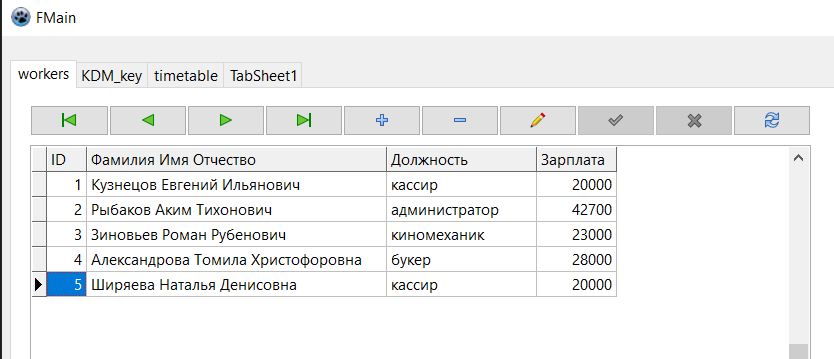 FMain
workers KDM_key timetable TabSheet1
ID Фамилия Имя Отчество Должность Зарплата
1 Кузнецов Евгений Ильянович кассир 20000
2 Рыбаков Аким Тихонович администратор 42700
3 Зиновьев Роман Рубенович киномеханик 23000
4 Александрова Томила Христофоровна букер 28000
5 Ширяева Наталья Денисовна кассир 20000